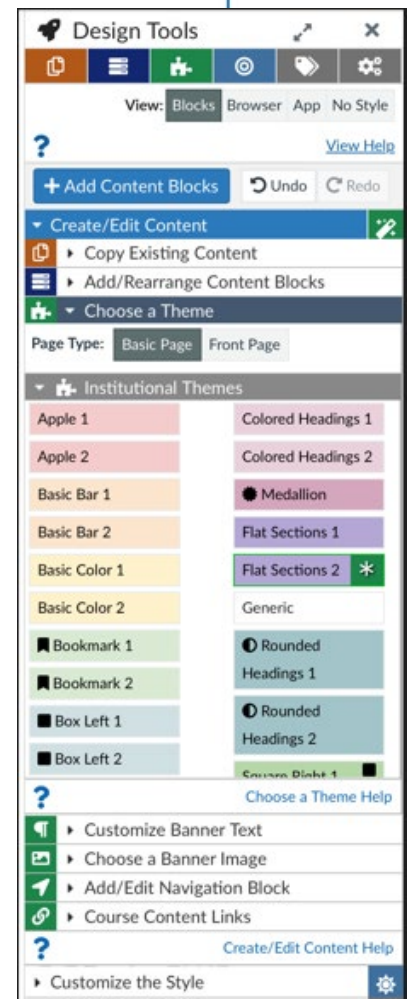 Design Tools
View: Blocks Browser App No Style
View Help
+ Add Content Blocks Undo Redo
Create/Edit Content
Copy Existing Content
Add/Rearrange Content Blocks
Choose a Theme
Page Type: Basic Page Front Page
Institutional Themes
Apple 1
Apple 2
Basic Bar 1
Basic Bar 2
Basic Color 1
Basic Color 2
Bookmark 1
Bookmark 2
Box Left 1
Box Left 2
Colored Headings 1
Colored Headings 2
Medallion
Flat Sections 1
Flat Sections 2
Generic
Rounded
Headings 1
Rounded
Headings 2
Square Right 1
? Choose a Theme Help
Customize Banner Text
Choose a Banner Image
Add/Edit Navigation Block
Course Content Links
? Create/Edit Content Help
Customize the Style